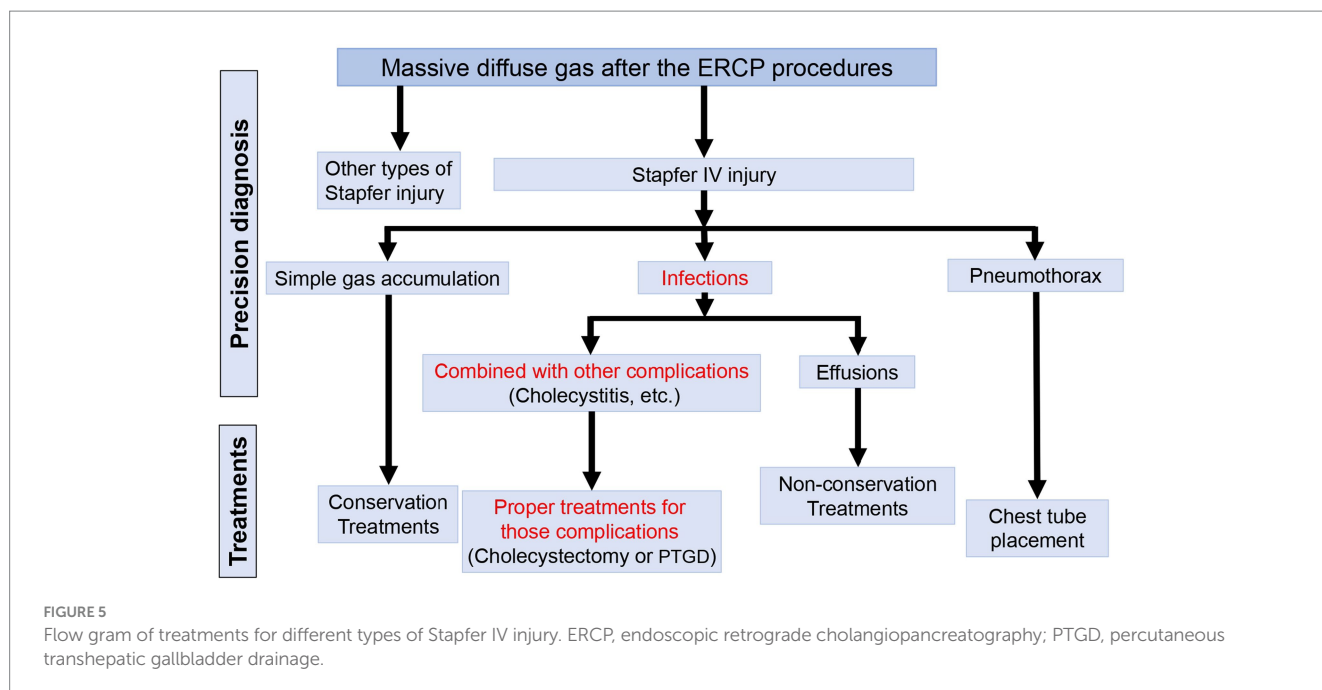 Massive diffuse gas after the ERCP procedures
Precision diagnosis
Other types of
Stapfer injury
Stapfer IV injury
Simple gas accumulation
Infections
Pneumothorax
Combined with other complications
(Cholecystitis, etc.)
Effusions
Treatments
Conservation
Treatments
Proper treatments for
those complications
(Cholecystectomy or PTGD)
Non-conservation
Treatments
Chest tube
placement
FIGURE 5
Flow gram of treatments for different types of Stapfer IV injury. ERCP, endoscopic retrograde cholangiopancreatography; PTGD, percutaneous
transhepatic gallbladder drainage.